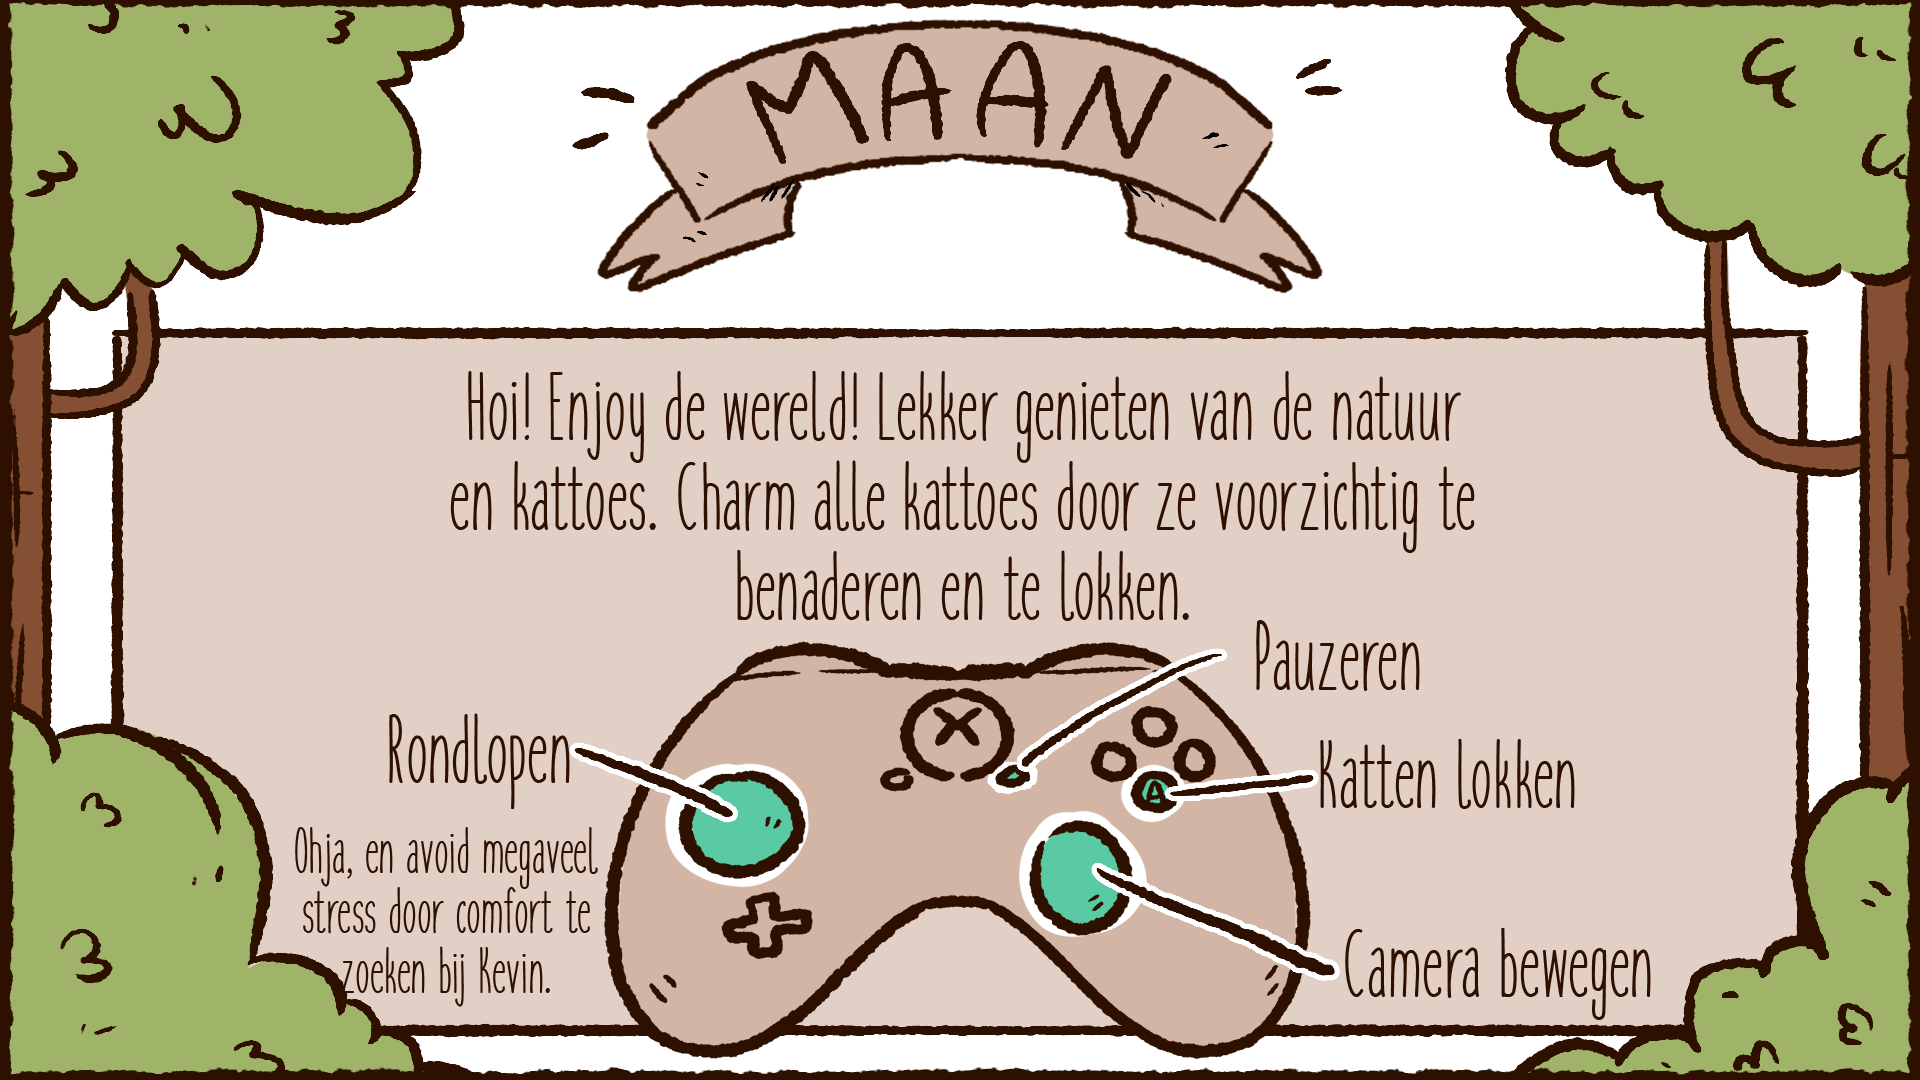 MAAN
Hoi! Enjoy de wereld! Lekker genieten van de natuur
en kattoes. Charm alle kattoes door ze voorzichtig te
benaderen en te lokken.
Pauzeren
Rondlopen
Katten lokken
A
Ohja, en avoid megaveel
stress door comfort te
zoeken bij Kevin.
Camera bewegen